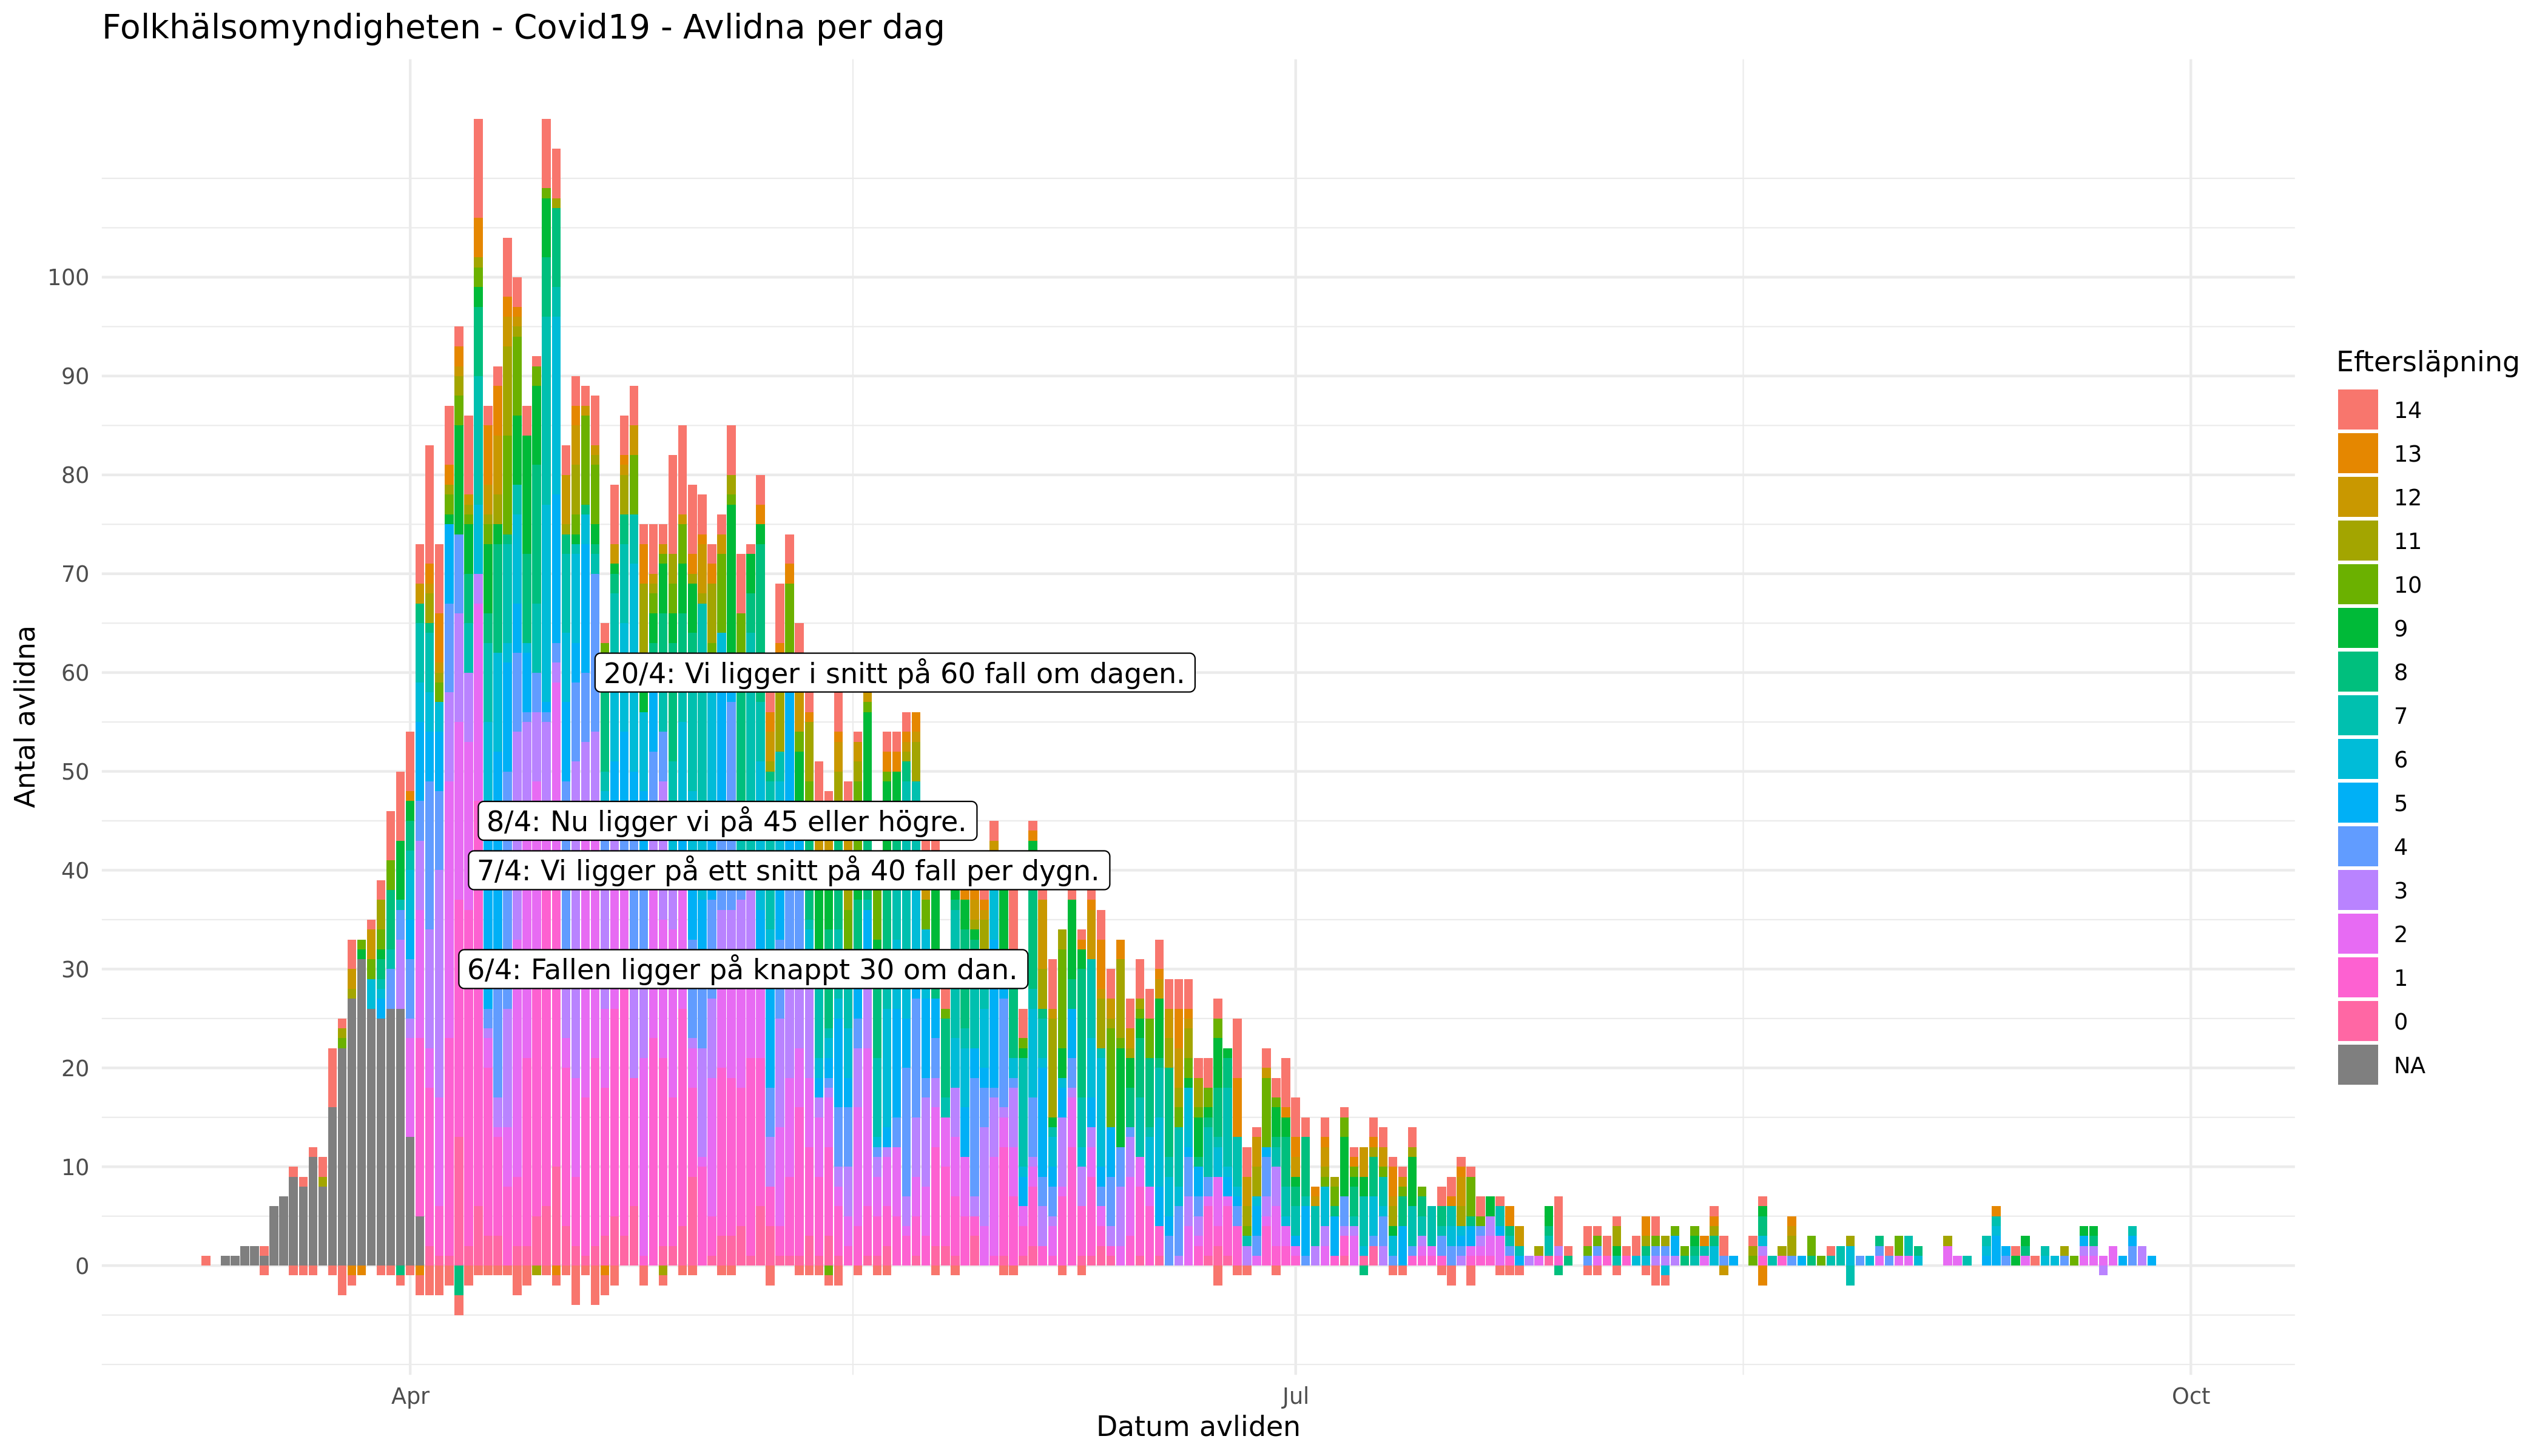 Folkhälsomyndigheten - Covid19 - Avlidna per dag
Antal avlidna
100
90
80
70
60
50
40
30
20
10
0
20/4: Vi ligger i snitt på 60 fall om dagen.
8/4: Nu ligger vi på 45 eller högre.
7/4: Vi ligger på ett snitt på 40 fall per dygn.
6/4: Fallen ligger på knappt 30 om dan.
Apr
Jul
Oct
Datum avliden
Eftersläpning
14
13
12
11
10
9
8
7
6
5
4
3
2
1
0
NA